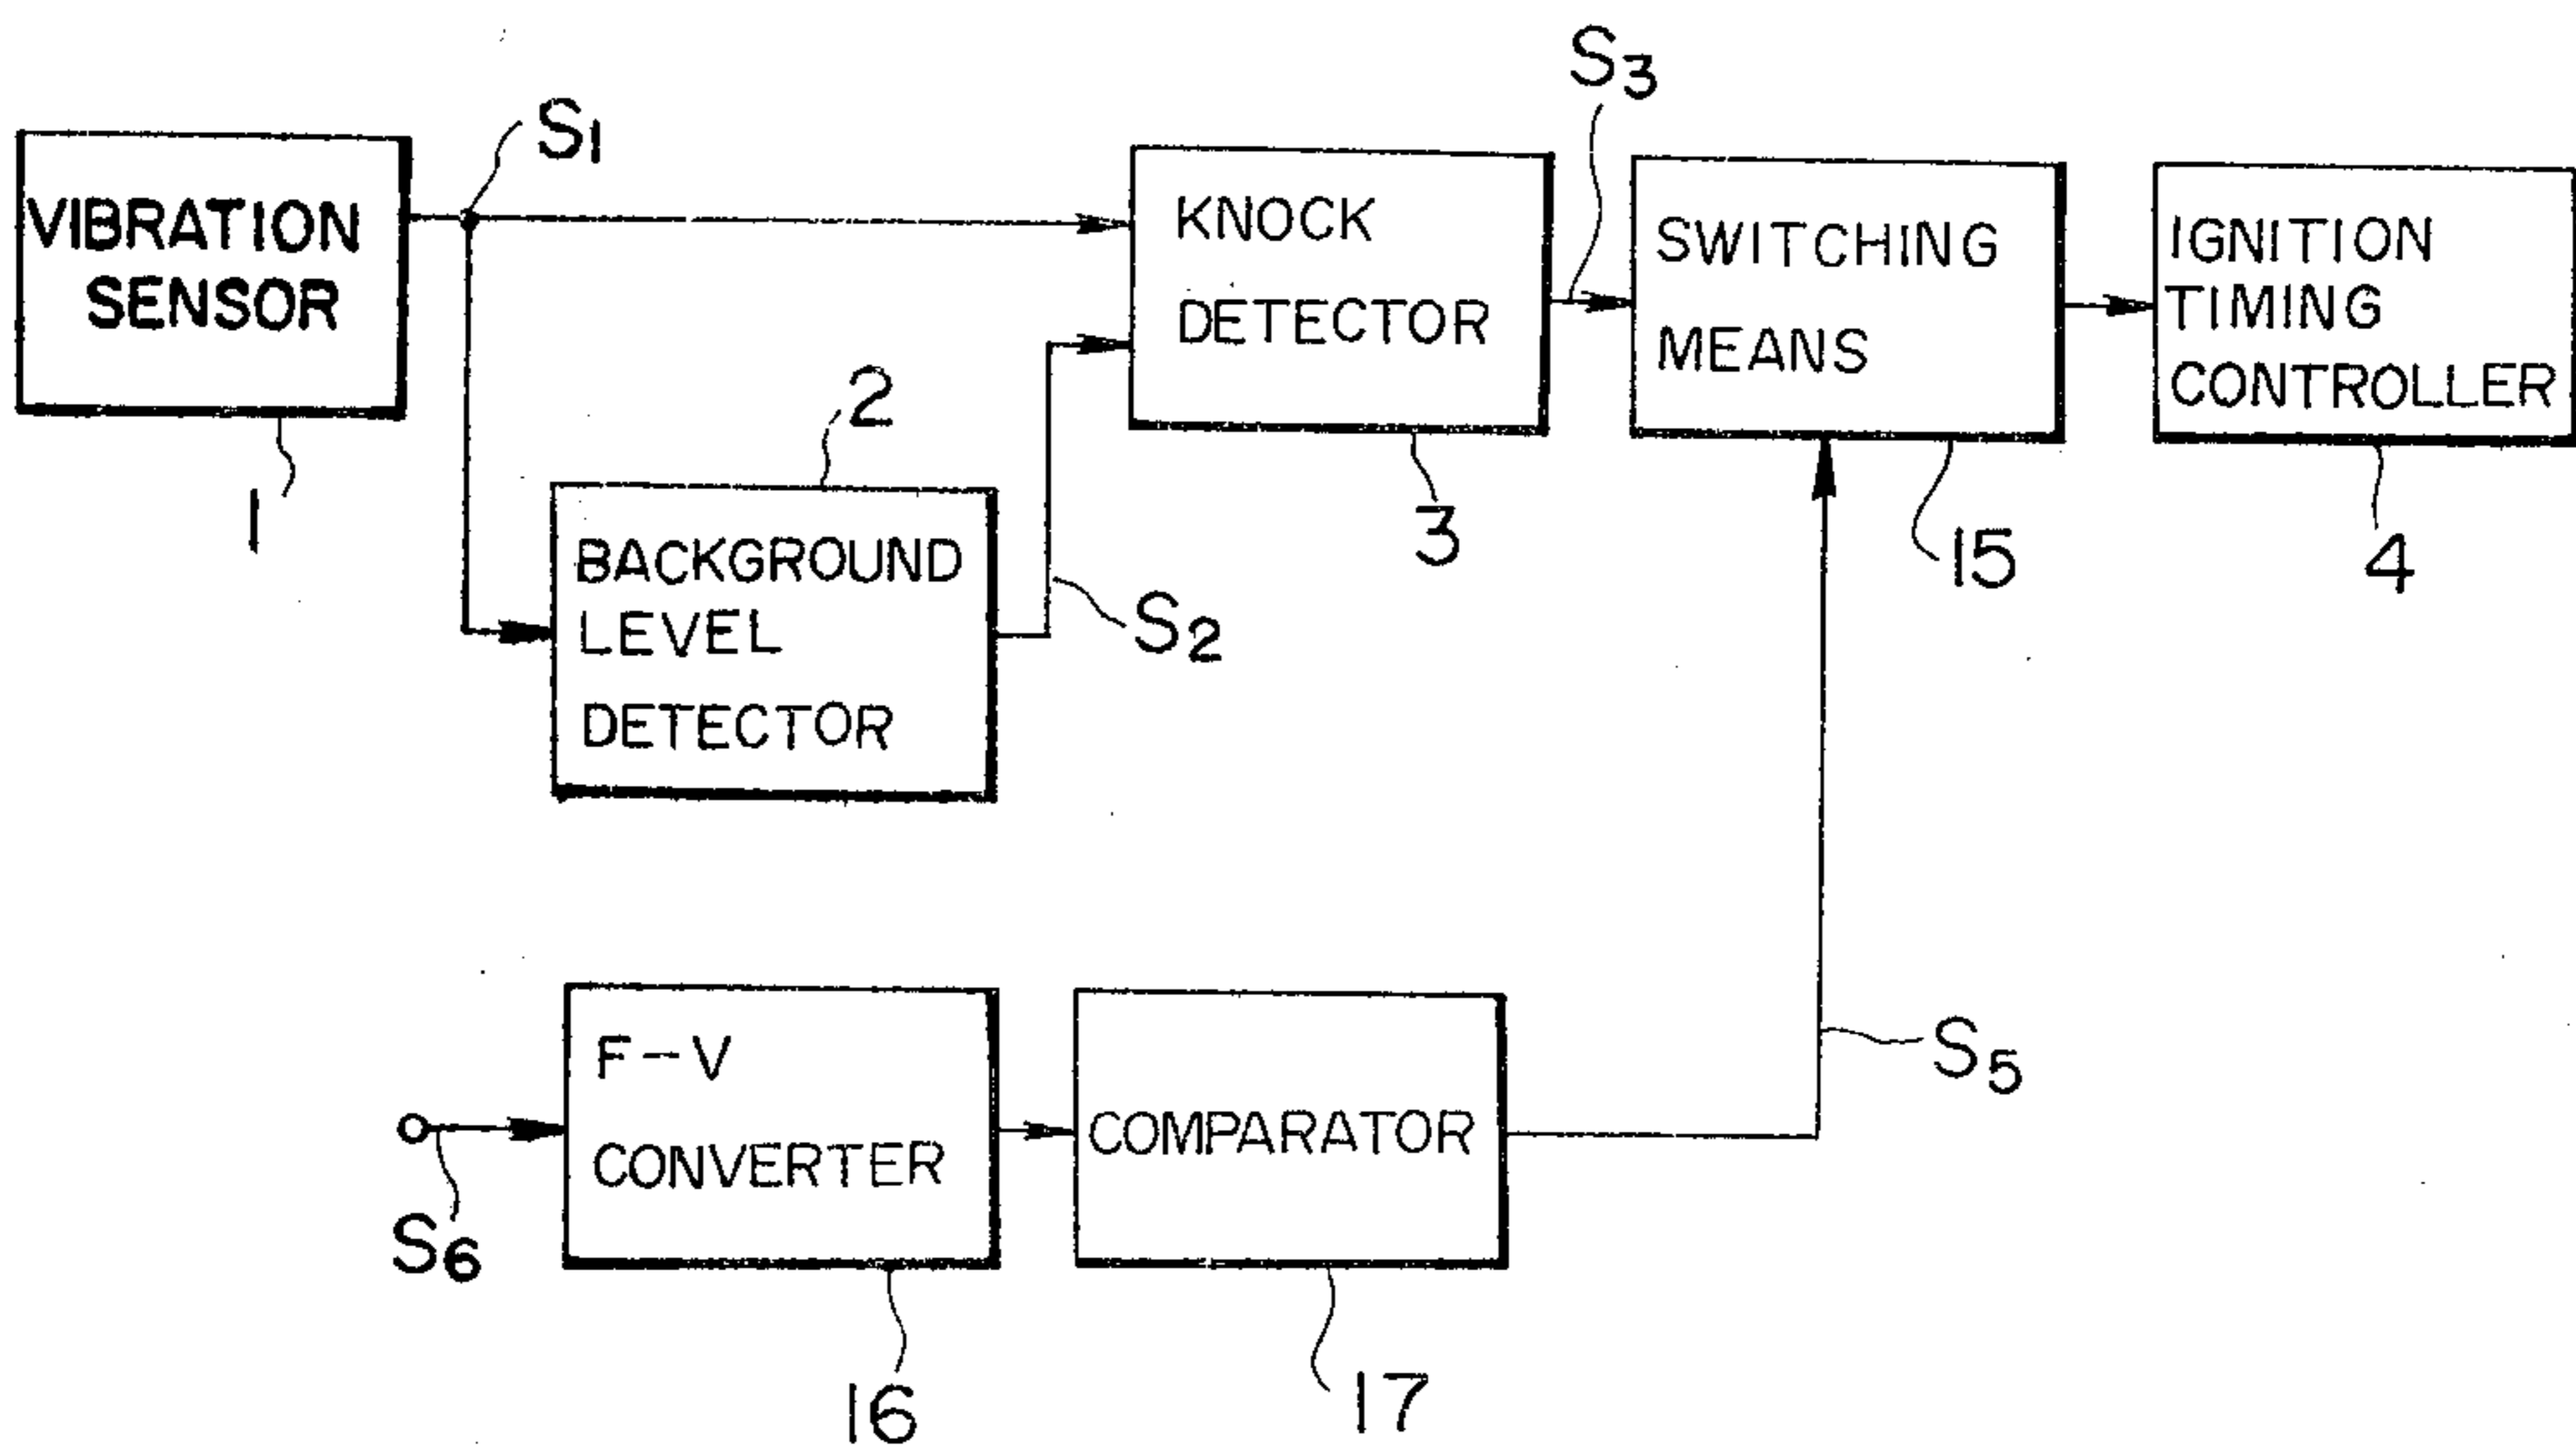 VIBRATION
SENSOR
1
S1
BACKGROUND
LEVEL
DETECTOR
2
S2
KNOCK
DETECTOR
3
S3
SWITCHING
MEANS
15
IGNITION
TIMING
CONTROLLER
4
S6
F-V
CONVERTER
16
COMPARATOR
17
S5